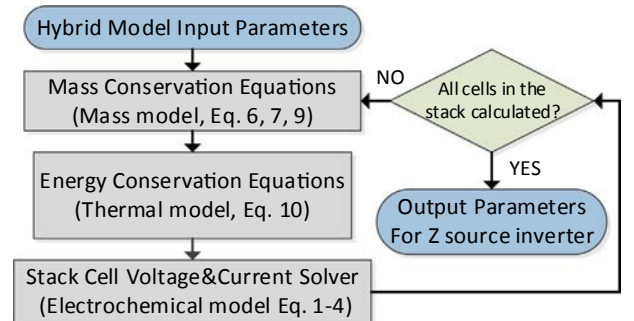 Hybrid Model Input Parameters
Mass Conservation Equations
(Mass model, Eq. 6, 7, 9)
Energy Conservation Equations
(Thermal model, Eq. 10)
Stack Cell Voltage&Current Solver
(Electrochemical model Eq. 1-4)
All cells in the
stack calculated?
NO
YES
Output Parameters
For Z source inverter